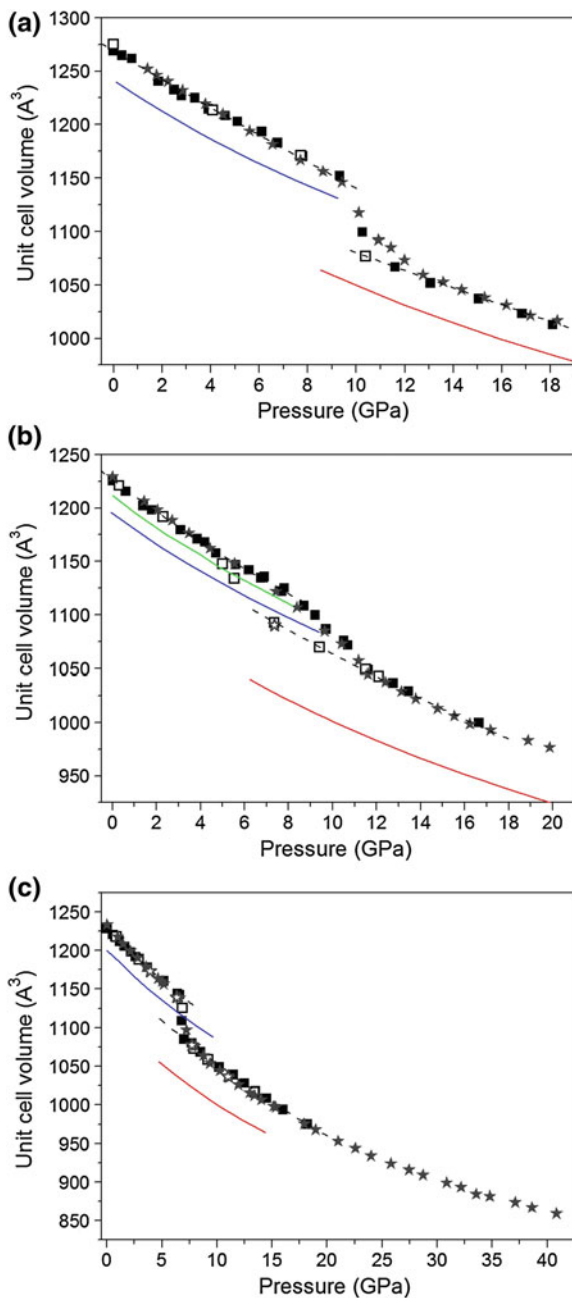 (a)
1300
1250
1200
1150
1100
1050
1000
Unit cell volume (A³)
0 2 4 6 8 10 12 14 16 18
Pressure (GPa)
(b)
1250
1200
1150
1100
1050
1000
950
Unit cell volume (A³)
0 2 4 6 8 10 12 14 16 18 20
Pressure (GPa)
(c)
1250
1200
1150
1100
1050
1000
950
900
850
Unit cell volume (A³)
0 5 10 15 20 25 30 35 40
Pressure (GPa)